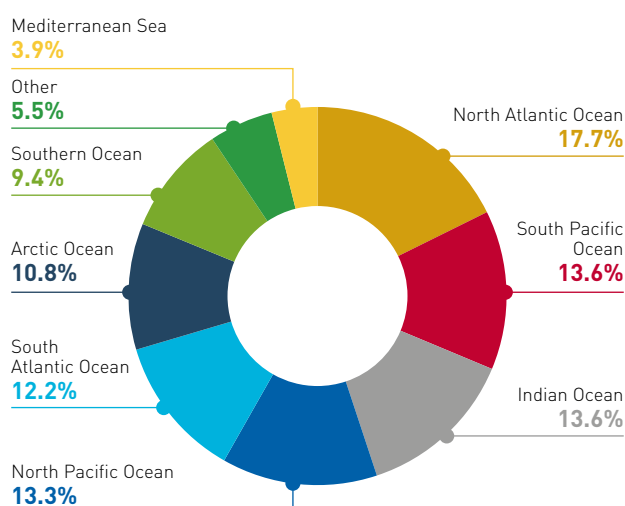 Mediterranean Sea
3.9%
Other
5.5%
Southern Ocean
9.4%
Arctic Ocean
10.8%
South
Atlantic Ocean
12.2%
North Pacific Ocean
13.3%
North Atlantic Ocean
17.7%
South Pacific
Ocean
13.6%
Indian Ocean
13.6%